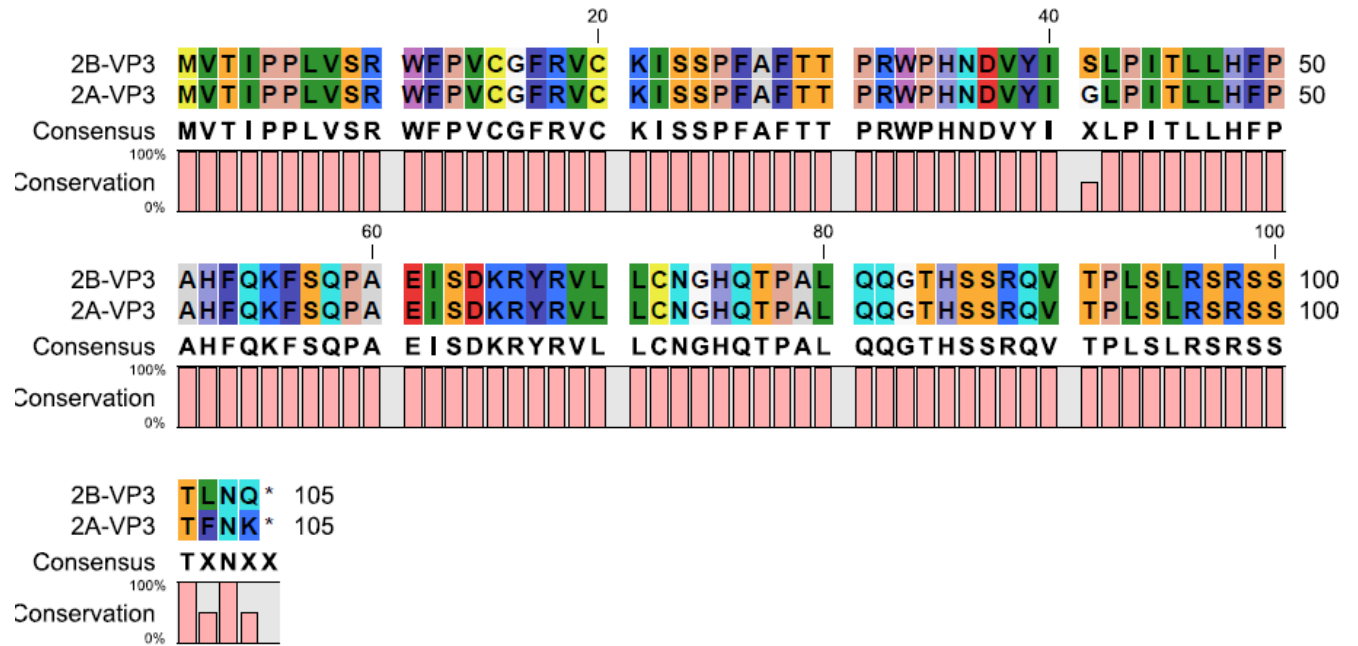 20 40
2B-VP3 MVTIPPLVSR WFPVCGFRVC KISSPFAFTT PRWPHNDVYI SLPITLLHFP 50
2A-VP3 MVTIPPLVSR WFPVCGFRVC KISSPFAFTT PRWPHNDVYI GLPITLLHFP 50
Consensus MVTIPPLVSR WFPVCGFRVC KISSPFAFTT PRWPHNDVYI XLPITLLHFP
100%
Conservation
0%
60 80 100
2B-VP3 AHFQKFSQPA EISDKRYRVL LCNGHQTPAL QQGTHSSRQV TPLSLRSRSS 100
2A-VP3 AHFQKFSQPA EISDKRYRVL LCNGHQTPAL QQGTHSSRQV TPLSLRSRSS 100
Consensus AHFQKFSQPA EISDKRYRVL LCNGHQTPAL QQGTHSSRQV TPLSLRSRSS
100%
Conservation
0%
2B-VP3 TLNQ* 105
2A-VP3 TFNK* 105
Consensus TXNXX
100%
Conservation
0%